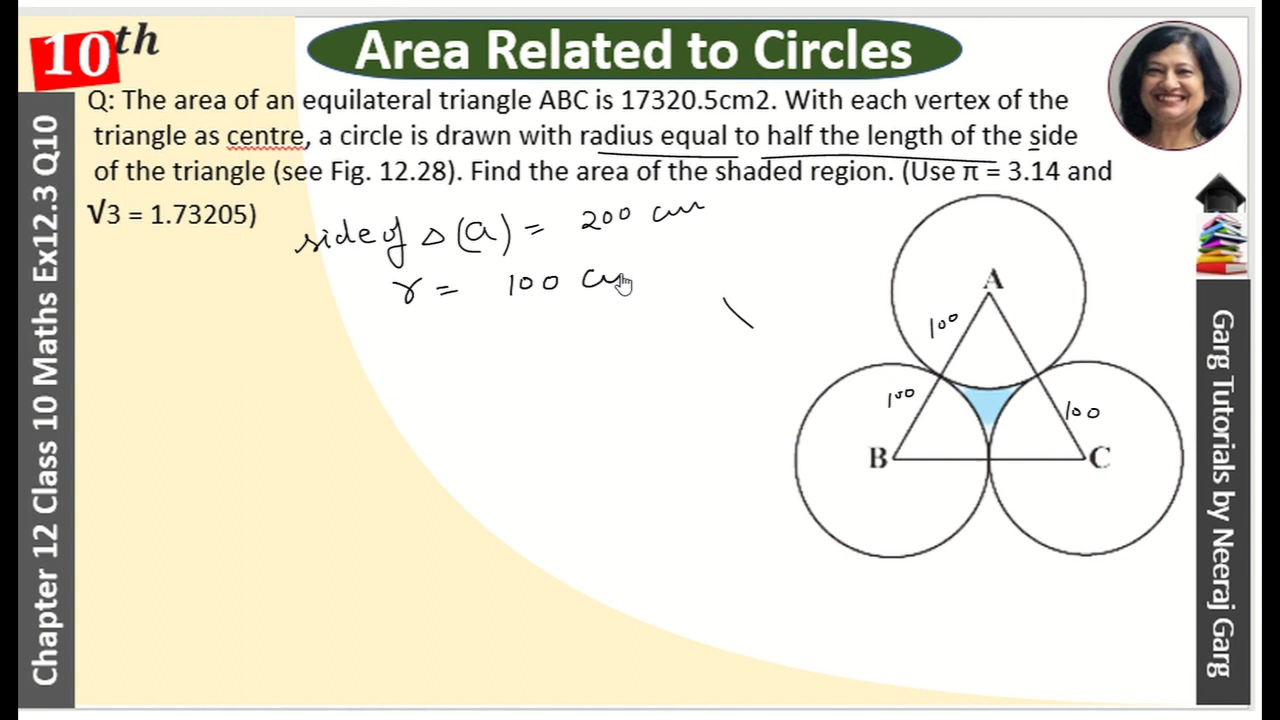 10th
Area Related to Circles
Q: The area of an equilateral triangle ABC is 17320.5cm2. With each vertex of the
triangle as centre, a circle is drawn with radius equal to half the length of the side
of the triangle (see Fig. 12.28). Find the area of the shaded region. (Use π = 3.14 and
√3 = 1.73205)
side of △ (a) = 200 cm
r = 100 cm
A
100
100
100
B
C
Chapter 12 Class 10 Maths Ex12.3 Q10
Garg Tutorials by Neeraj Garg